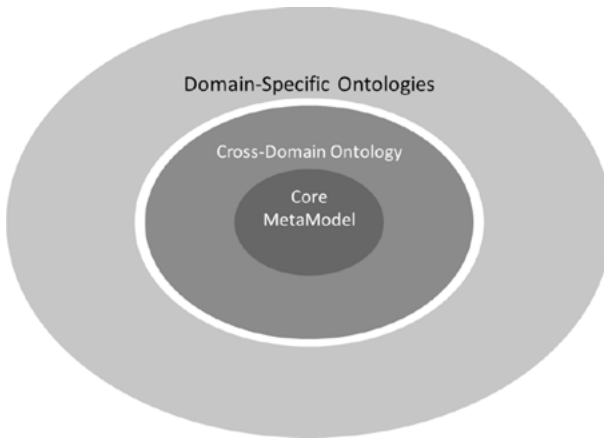 Domain-Specific Ontologies
Cross-Domain Ontology
Core
MetaModel